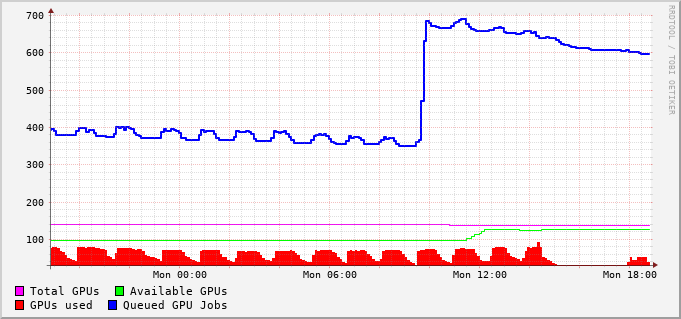 700
600
500
400
300
200
100
Mon 00:00 Mon 06:00 Mon 12:00 Mon 18:00
Total GPUs Available GPUs
GPUs used Queued GPU Jobs
RRDTOOL / TOBI OETIKER